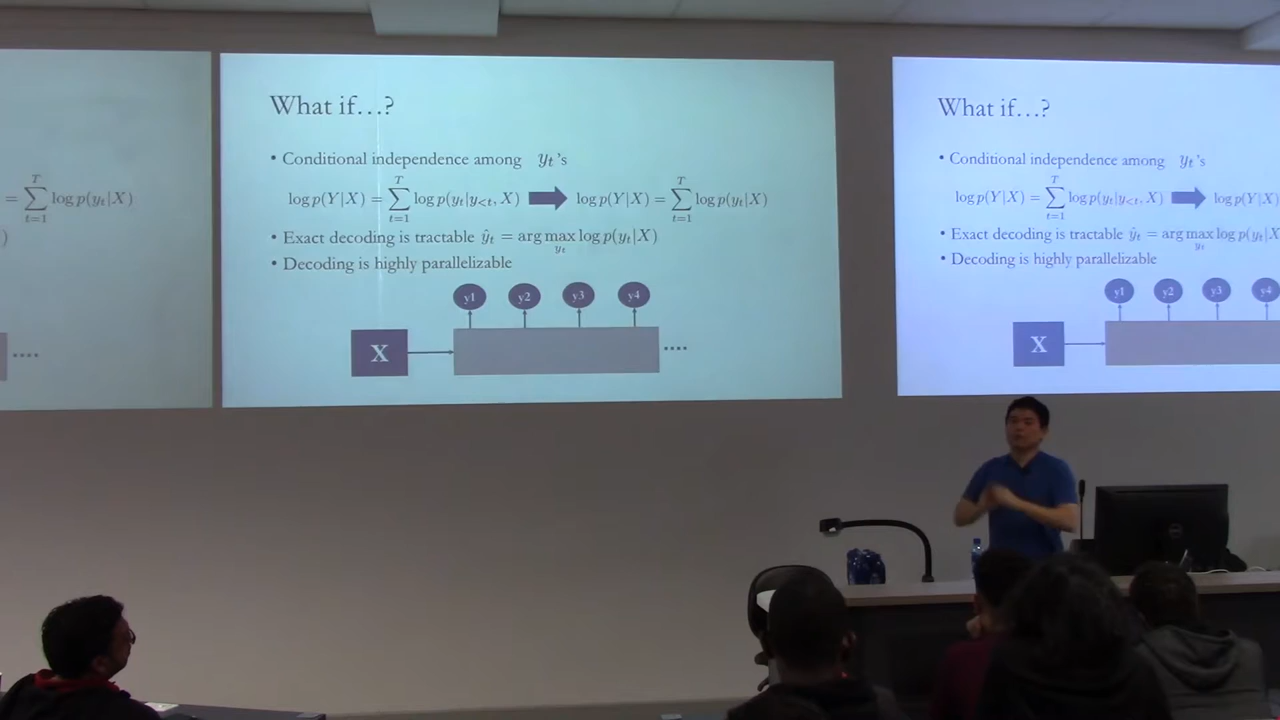 What if…?
• Conditional independence among y_t's
log p(Y|X) = ∑_{t=1}^{T} log p(y_t|y_{<t}, X) ➡ log p(Y|X) = ∑_{t=1}^{T} log p(y_t|X)
• Exact decoding is tractable ŷ_t = arg max_{y_t} log p(y_t|X)
• Decoding is highly parallelizable
y1 y2 y3 y4
X ....
= ∑_{t=1}^{T} log p(y_t|X)
)
....
What if…?
• Conditional independence among y_t's
log p(Y|X) = ∑_{t=1}^{T} log p(y_t|y_{<t}, X) ➡ log p(Y|X)
• Exact decoding is tractable ŷ_t = arg max_{y_t} log p(y_t|X
• Decoding is highly parallelizable
y1 y2 y3 y4
X